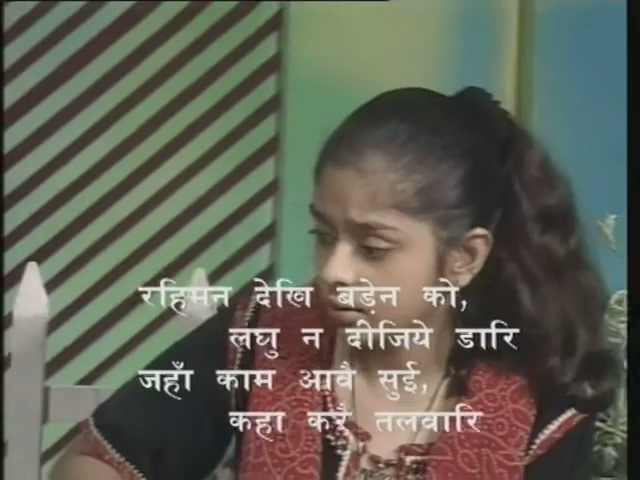 रहिमन देखि बड़ेन को,
लघु न दीजिये डारि
जहाँ काम आवै सुई,
कहा करै तलवारि